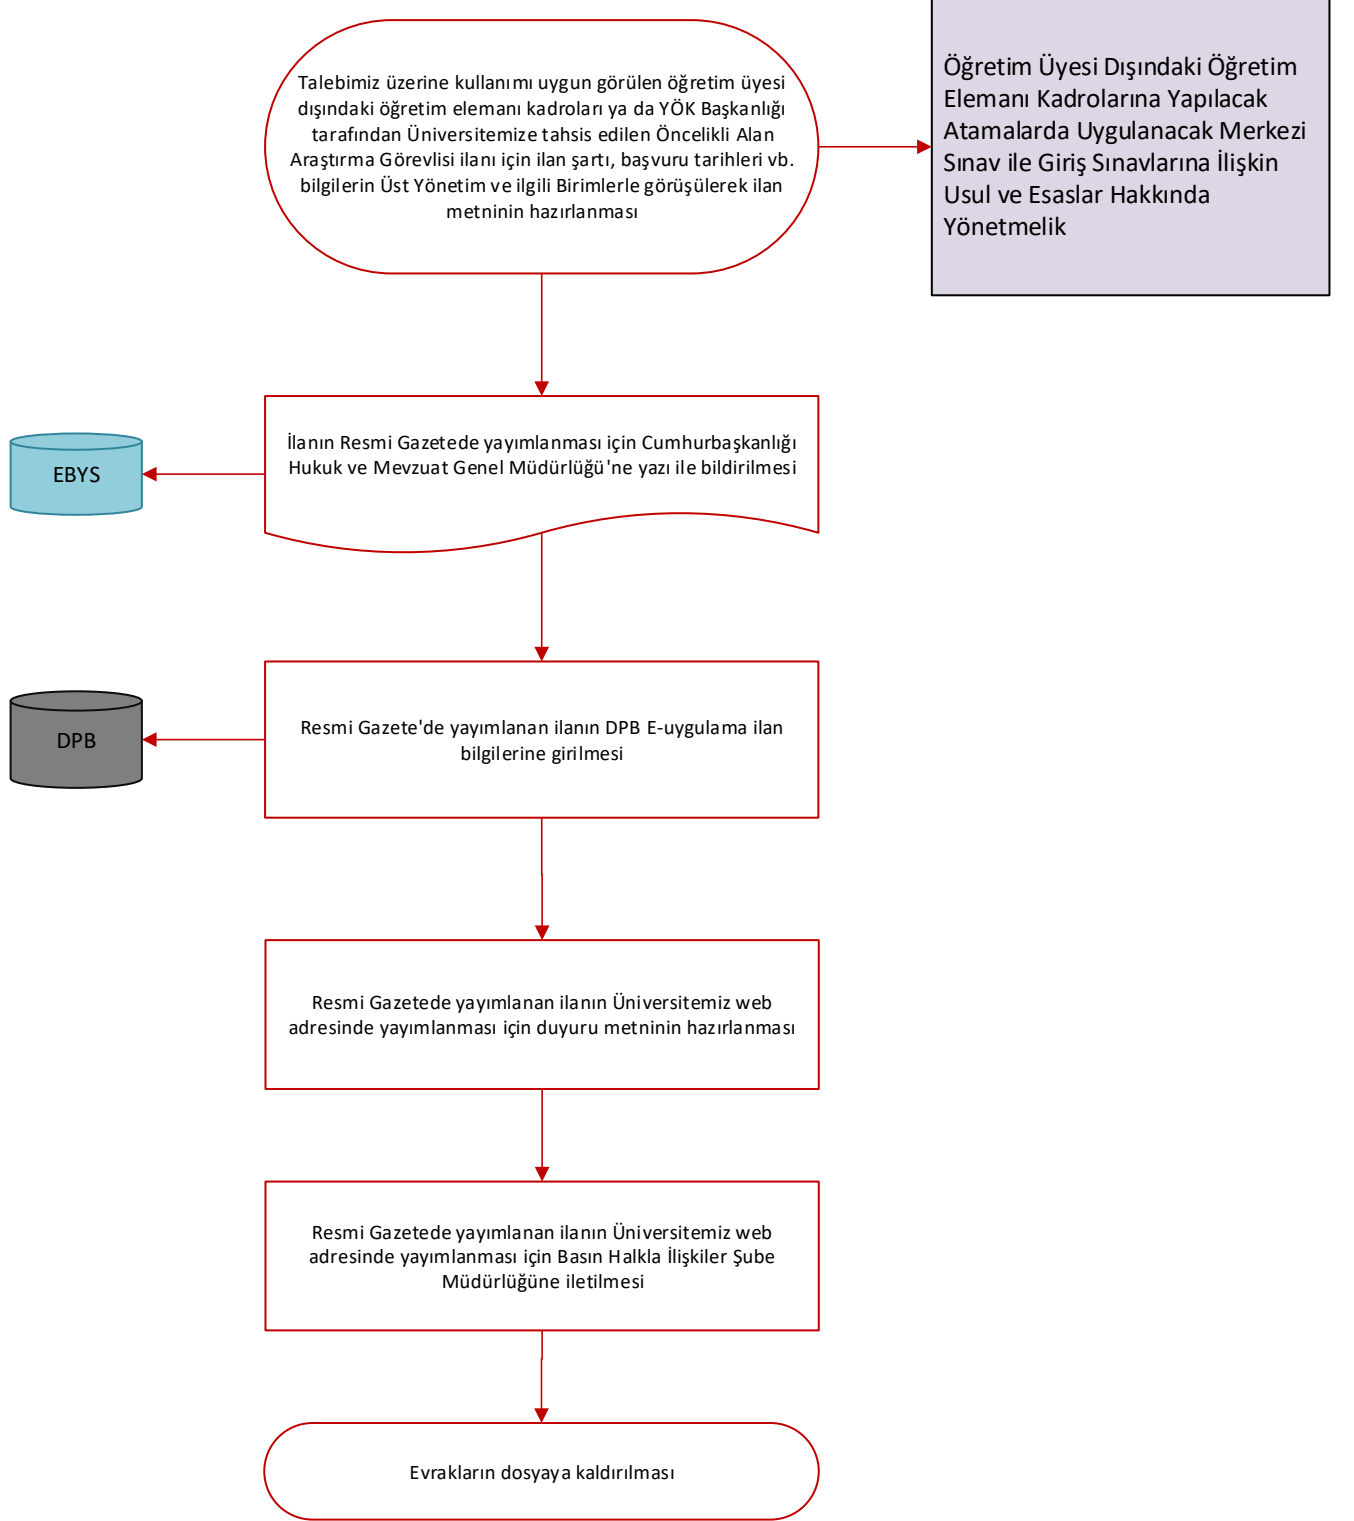 Talebimiz üzerine kullanımı uygun görülen öğretim üyesi
dışındaki öğretim elemanı kadroları ya da YÖK Başkanlığı
tarafından Üniversitemize tahsis edilen Öncelikli Alan
Araştırma Görevlisi ilanı için ilan şartı, başvuru tarihleri vb.
bilgilerin Üst Yönetim ve ilgili Birimlerle görüşülerek ilan
metninin hazırlanması
Öğretim Üyesi Dışındaki Öğretim
Elemanı Kadrolarına Yapılacak
Atamalarda Uygulanacak Merkezi
Sınav ile Giriş Sınavlarına İlişkin
Usul ve Esaslar Hakkında
Yönetmelik
İlanın Resmi Gazetede yayımlanması için Cumhurbaşkanlığı
Hukuk ve Mevzuat Genel Müdürlüğü'ne yazı ile bildirilmesi
EBYS
Resmi Gazete'de yayımlanan ilanın DPB E-uygulama ilan
bilgilerine girilmesi
DPB
Resmi Gazetede yayımlanan ilanın Üniversitemiz web
adresinde yayımlanması için duyuru metninin hazırlanması
Resmi Gazetede yayımlanan ilanın Üniversitemiz web
adresinde yayımlanması için Basın Halkla İlişkiler Şube
Müdürlüğüne iletilmesi
Evrakların dosyaya kaldırılması